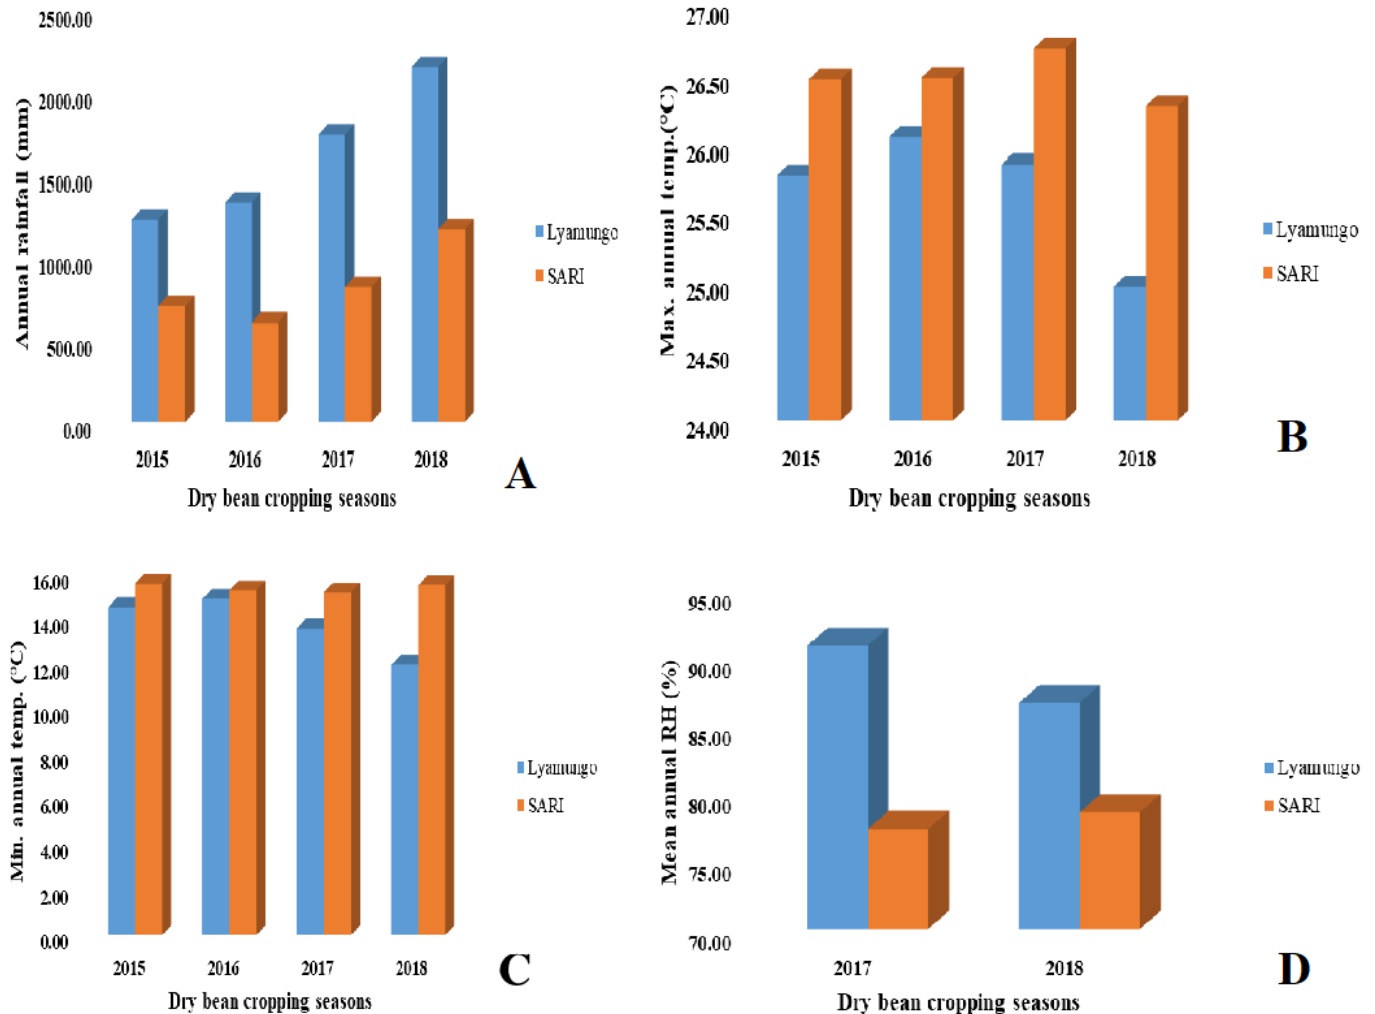 2500.00
2000.00
1500.00
1000.00
500.00
0.00
Annual rainfall (mm)
2015 2016 2017 2018
Dry bean cropping seasons
Lyamungo
SARI
A
27.00
26.50
26.00
25.50
25.00
24.50
24.00
Max. annual temp.(°C)
2015 2016 2017 2018
Dry bean cropping seasons
Lyamungo
SARI
B
16.00
14.00
12.00
10.00
8.00
6.00
4.00
2.00
0.00
Min. annual temp. (°C)
2015 2016 2017 2018
Dry bean cropping seasons
Lyamungo
SARI
C
95.00
90.00
85.00
80.00
75.00
70.00
Mean annual RH (%)
2017 2018
Dry bean cropping seasons
Lyamungo
SARI
D